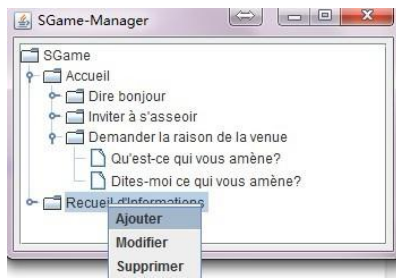 SGame-Manager
SGame
Accueil
Dire bonjour
Inviter à s'asseoir
Demander la raison de la venue
Qu'est-ce qui vous amène?
Dites-moi ce qui vous amène?
Recueil d'Informations
Ajouter
Modifier
Supprimer